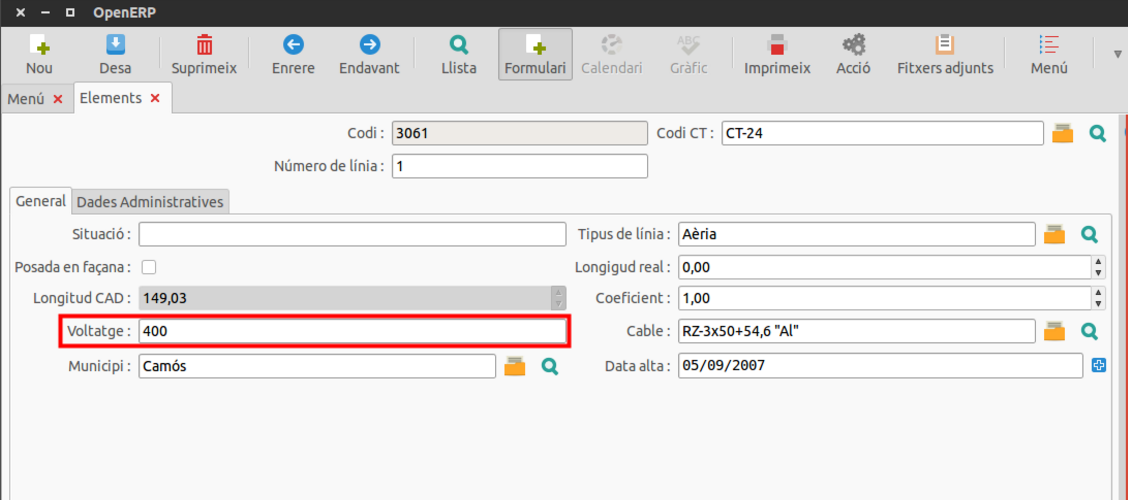 OpenERP
Nou Desa Suprimeix Enrere Endavant Llista Formulari Calendari ABC Gràfic Imprimeix Acció Fitxers adjunts Menú
Menú Elements
Codi : 3061 Codi CT : CT-24
Número de línia : 1
General Dades Administratives
Situació : Tipus de línia : Aèria
Posada en façana : Longigud real : 0,00
Longitud CAD : 149,03 Coeficient : 1,00
Voltatge : 400 Cable : RZ-3x50+54,6 "Al"
Municipi : Camós Data alta : 05/09/2007